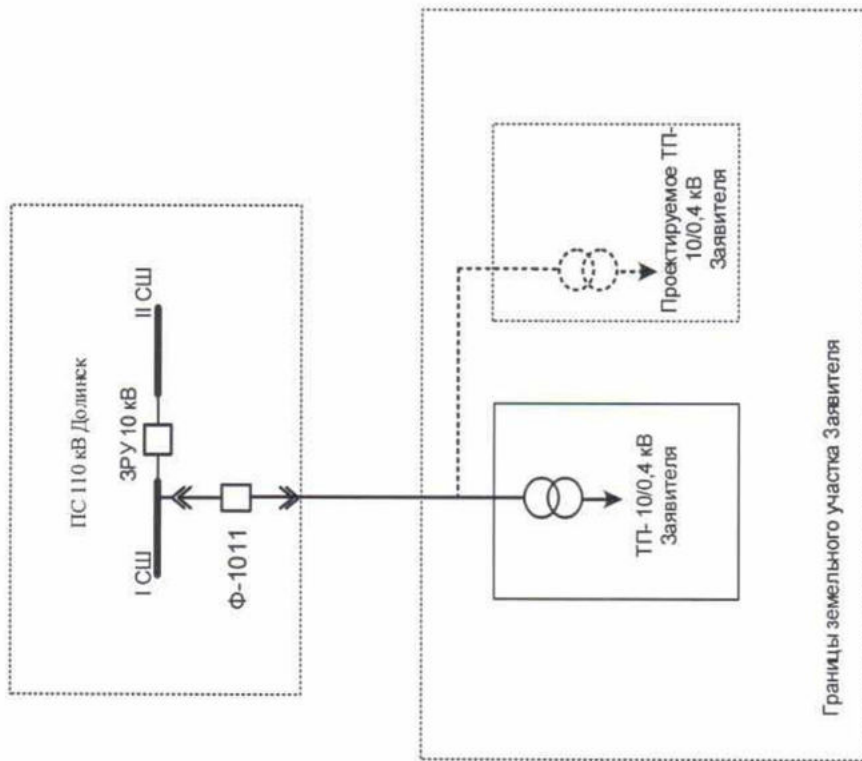 ПС 110 кВ Долинск
I СШ
ЗРУ 10 кВ
II СШ
Ф-1011
ТП- 10/0,4 кВ
Заявителя
Проектируемое ТП-
10/0,4 кВ
Заявителя
Границы земельного участка Заявителя